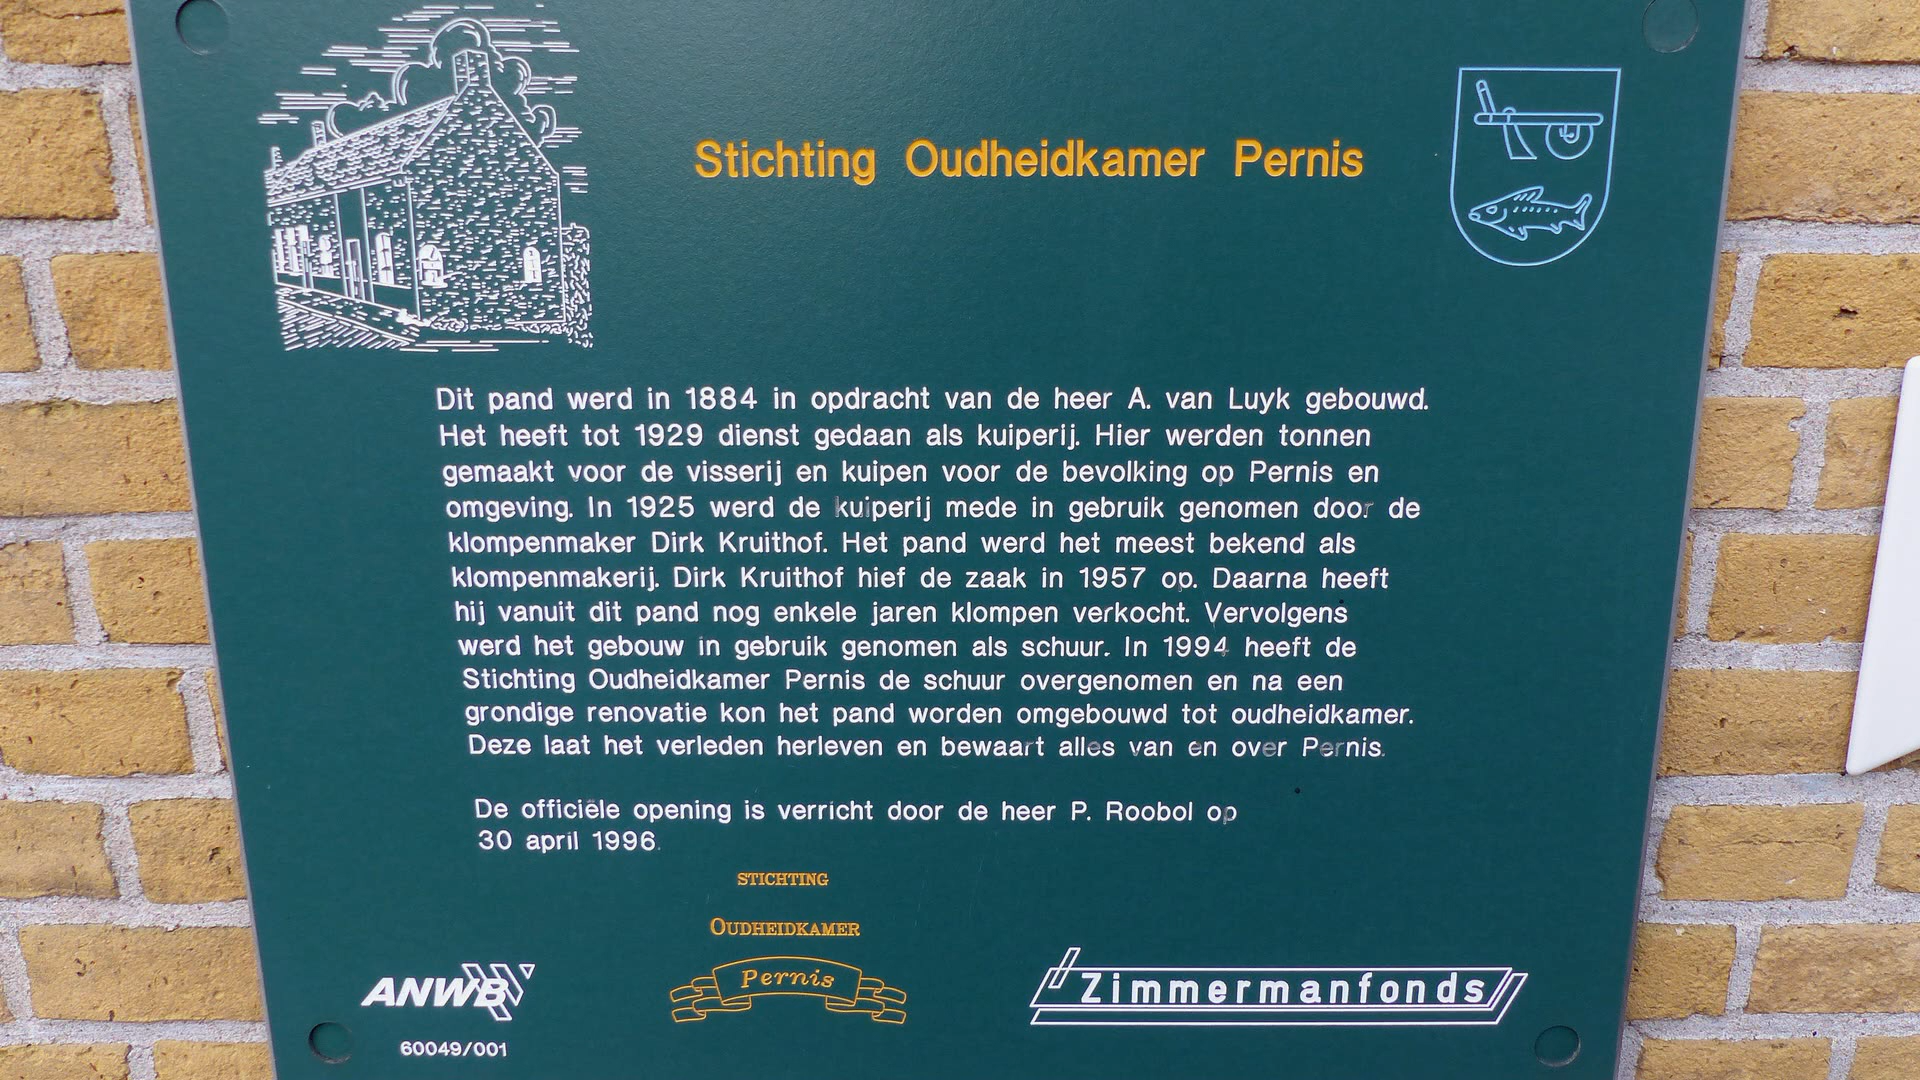 Stichting Oudheidkamer Pernis
Dit pand werd in 1884 in opdracht van de heer A. van Luyk gebouwd.
Het heeft tot 1929 dienst gedaan als kuiperij. Hier werden tonnen
gemaakt voor de visserij en kuipen voor de bevolking op Pernis en
omgeving. In 1925 werd de kuiperij mede in gebruik genomen door de
klompenmaker Dirk Kruithof. Het pand werd het meest bekend als
klompenmakerij. Dirk Kruithof hief de zaak in 1957 op. Daarna heeft
hij vanuit dit pand nog enkele jaren klompen verkocht. Vervolgens
werd het gebouw in gebruik genomen als schuur. In 1994 heeft de
Stichting Oudheidkamer Pernis de schuur overgenomen en na een
grondige renovatie kon het pand worden omgebouwd tot oudheidkamer.
Deze laat het verleden herleven en bewaart alles van en over Pernis.
De officiële opening is verricht door de heer P. Roobol op
30 april 1996.
STICHTING
OUDHEIDKAMER
Pernis
ANWB
60049/001
Zimmermanfonds